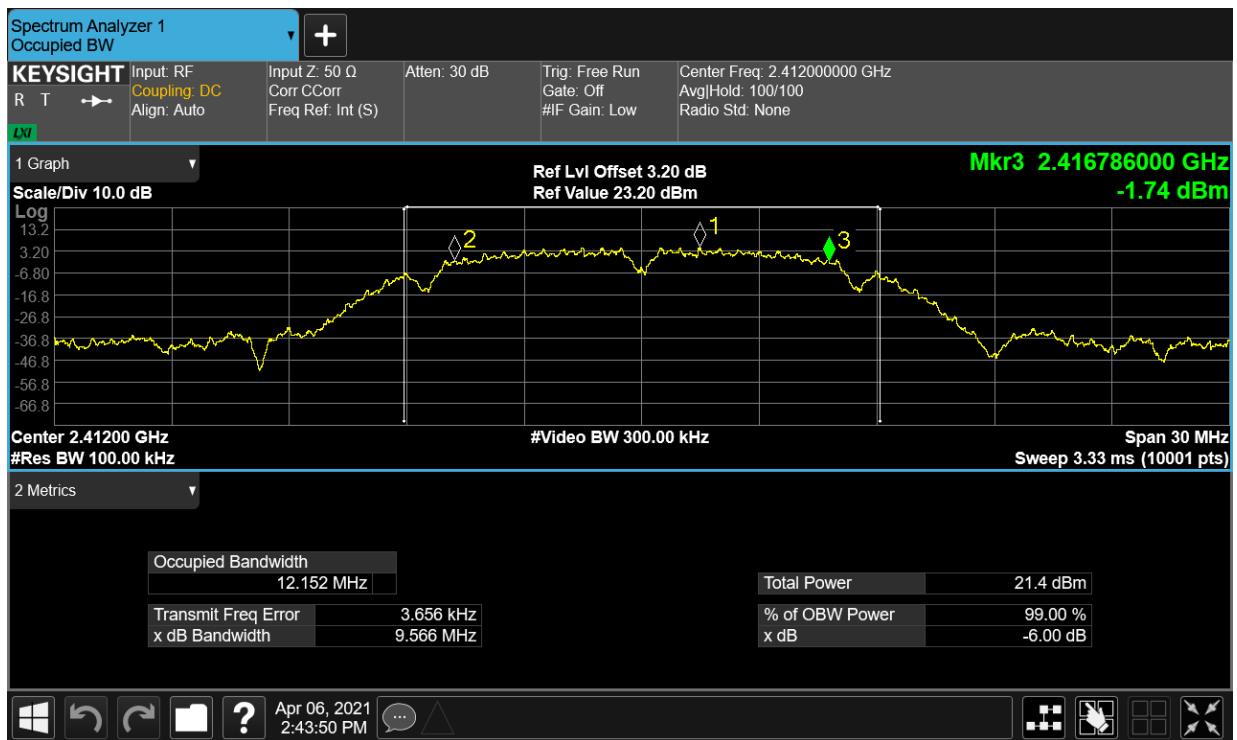 Spectrum Analyzer 1
Occupied BW
▼
+
KEYSIGHT
R T
LXI
Input: RF
Coupling: DC
Align: Auto
Input Z: 50 Ω
Corr CCorr
Freq Ref: Int (S)
Atten: 30 dB
Trig: Free Run
Gate: Off
#IF Gain: Low
Center Freq: 2.412000000 GHz
Avg|Hold: 100/100
Radio Std: None
1 Graph ▼
Scale/Div 10.0 dB
Ref Lvl Offset 3.20 dB
Ref Value 23.20 dBm
Mkr3 2.416786000 GHz
-1.74 dBm
Log
13.2
3.20
-6.80
-16.8
-26.8
-36.8
-46.8
-56.8
-66.8
2
1
3
Center 2.41200 GHz
#Res BW 100.00 kHz
#Video BW 300.00 kHz
Span 30 MHz
Sweep 3.33 ms (10001 pts)
2 Metrics ▼
Occupied Bandwidth
12.152 MHz
Transmit Freq Error 3.656 kHz
x dB Bandwidth 9.566 MHz
Total Power 21.4 dBm
% of OBW Power 99.00 %
x dB -6.00 dB
?
Apr 06, 2021
2:43:50 PM